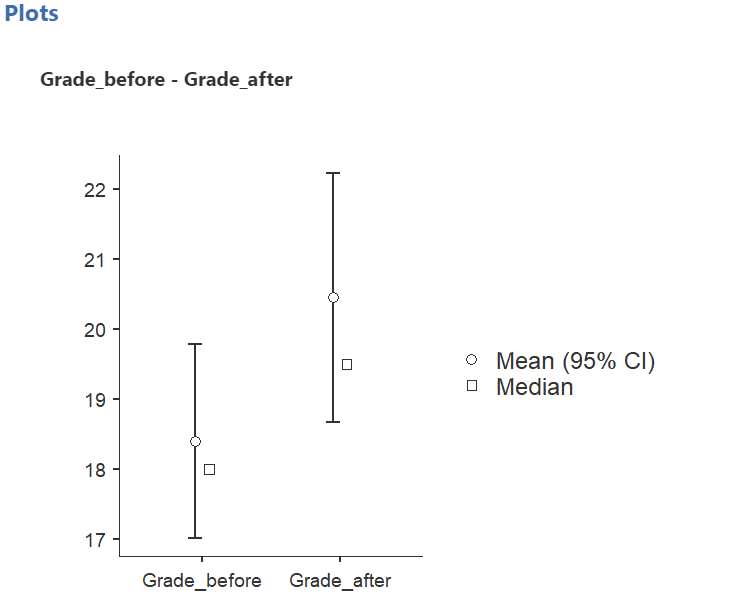 Plots
Grade_before - Grade_after
22
21
20
19
18
17
Grade_before Grade_after
Mean (95% CI)
Median